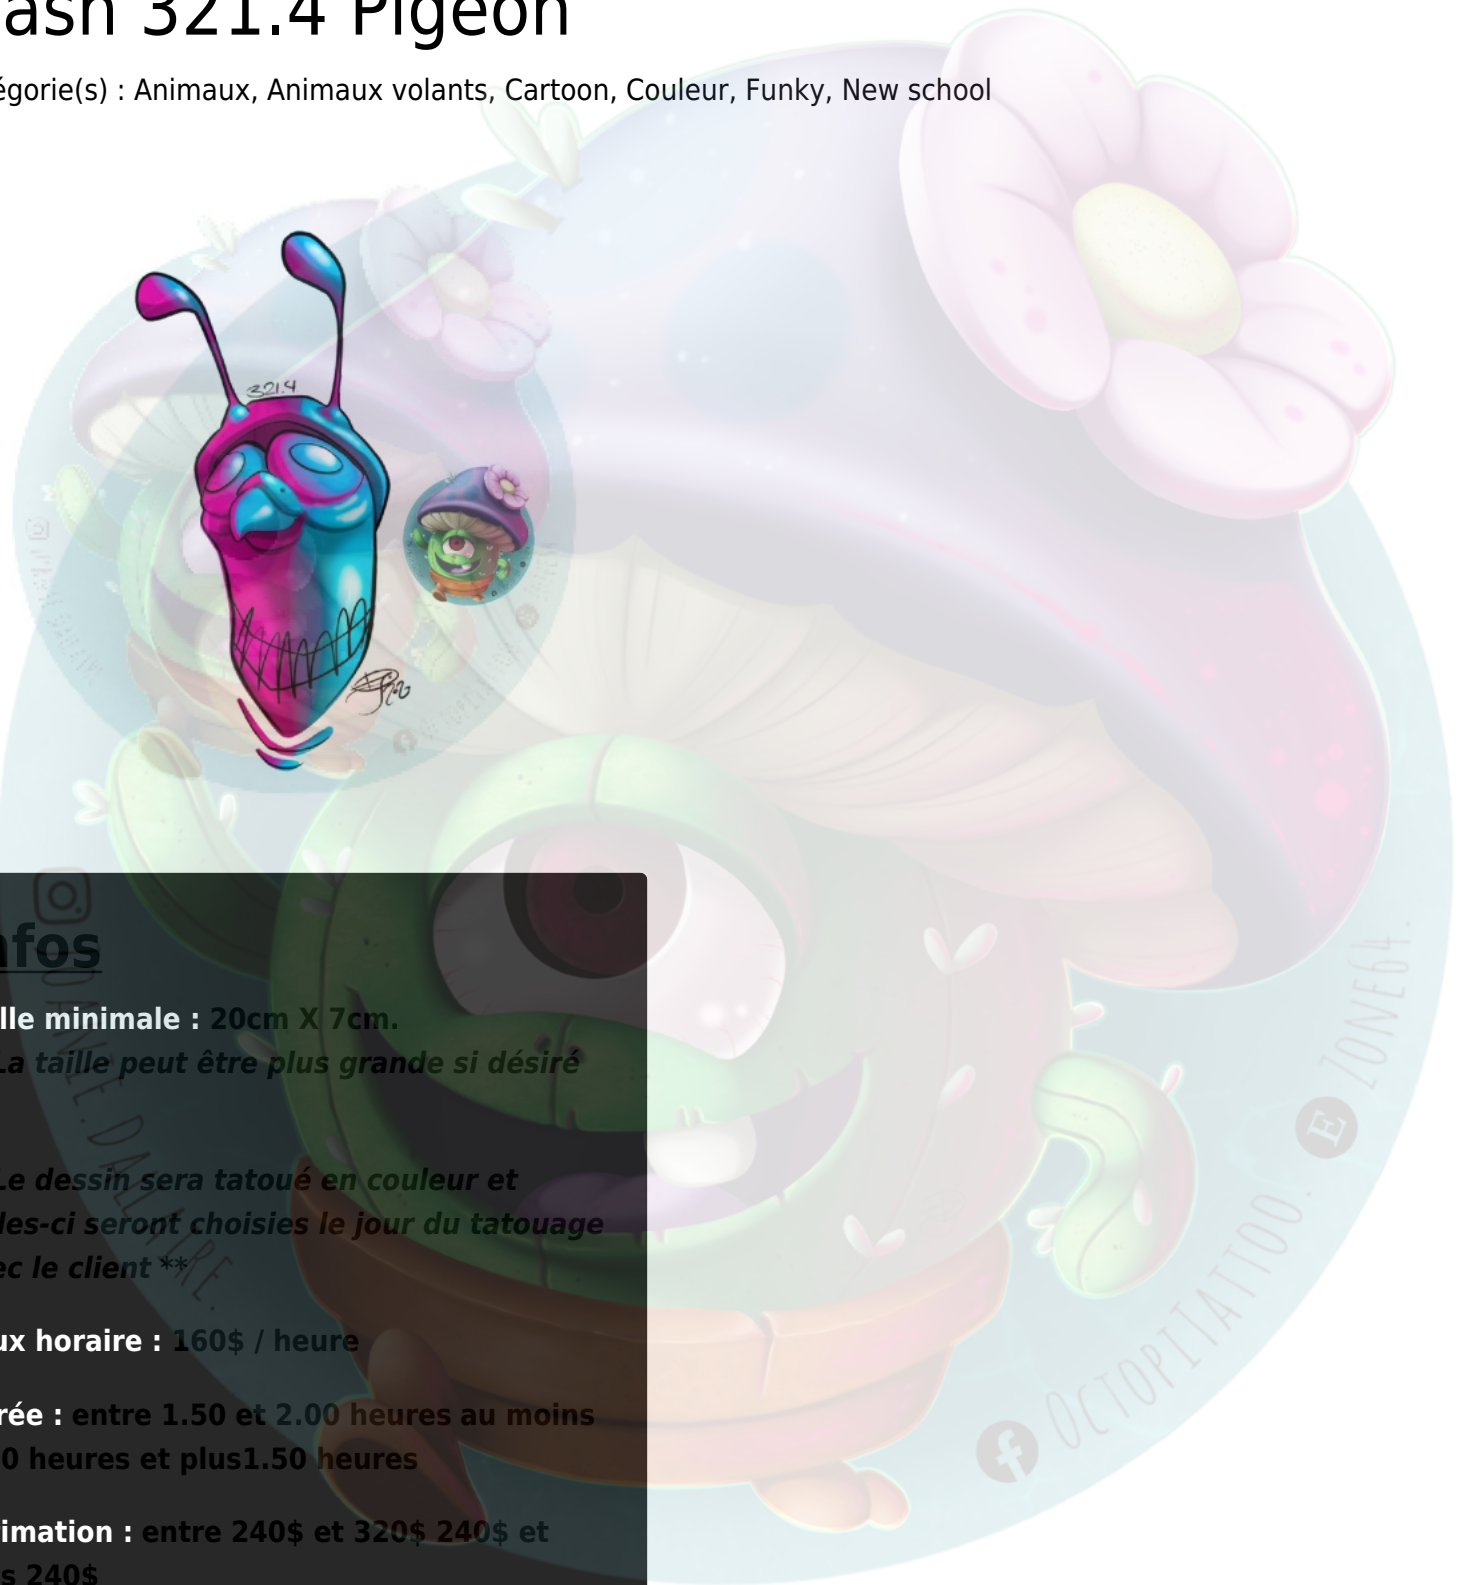 ash 321.4 Pigeon
égorie(s) : Animaux, Animaux volants, Cartoon, Couleur, Funky, New school
321.4
nfos
lle minimale : 20cm X 7cm.
La taille peut être plus grande si désiré
Le dessin sera tatoué en couleur et
les-ci seront choisies le jour du tatouage
ec le client **
ux horaire : 160$ / heure
rée : entre 1.50 et 2.00 heures au moins
0 heures et plus1.50 heures
imation : entre 240$ et 320$ 240$ et
s 240$
DAVE.DALLAIRE.
OCTOPITATTOO.
E ZONE64.